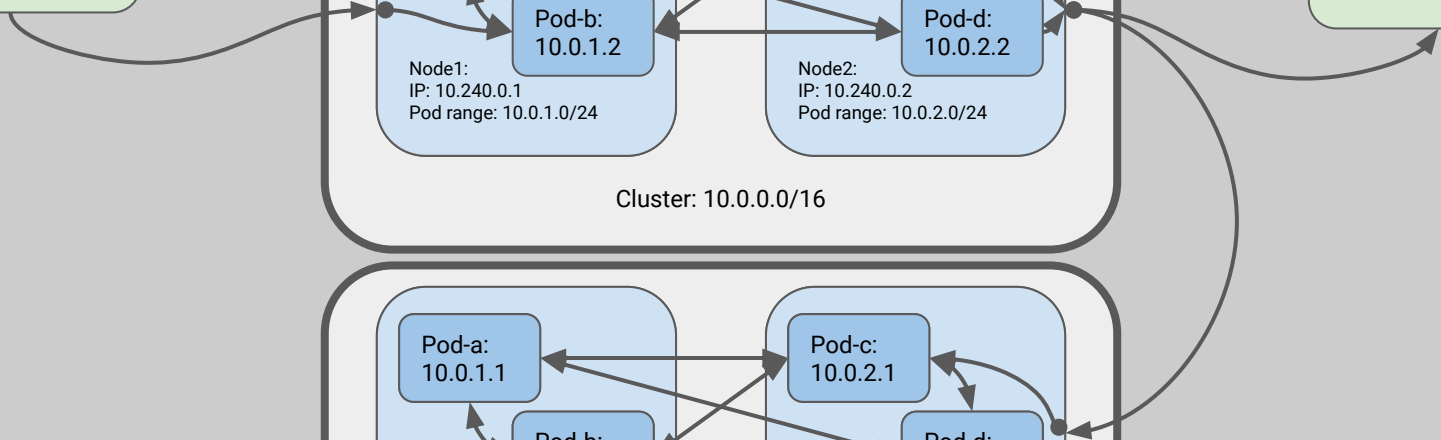 Pod-b:
10.0.1.2
Node1:
IP: 10.240.0.1
Pod range: 10.0.1.0/24
Pod-d:
10.0.2.2
Node2:
IP: 10.240.0.2
Pod range: 10.0.2.0/24
Cluster: 10.0.0.0/16
Pod-a:
10.0.1.1
Pod-c:
10.0.2.1
Pod-b:
Pod-d: